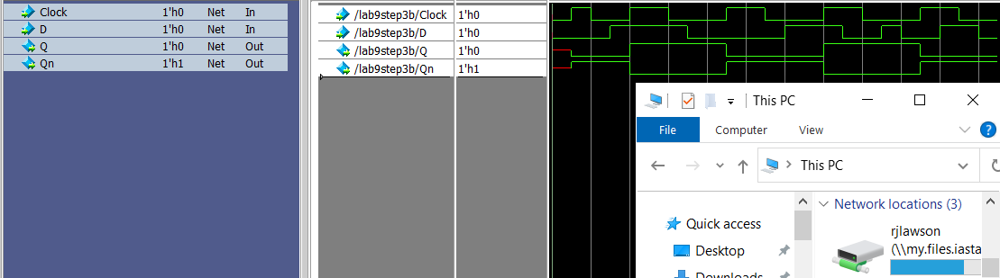 Clock 1'h0 Net In
D 1'h0 Net In
Q 1'h0 Net Out
Qn 1'h1 Net Out
/lab9step3b/Clock 1'h0
/lab9step3b/D 1'h0
/lab9step3b/Q 1'h0
/lab9step3b/Qn 1'h1
This PC
File Computer View
This PC
Quick access
Desktop
Downloads
Network locations (3)
rjlawson
(\\my.files.iasta